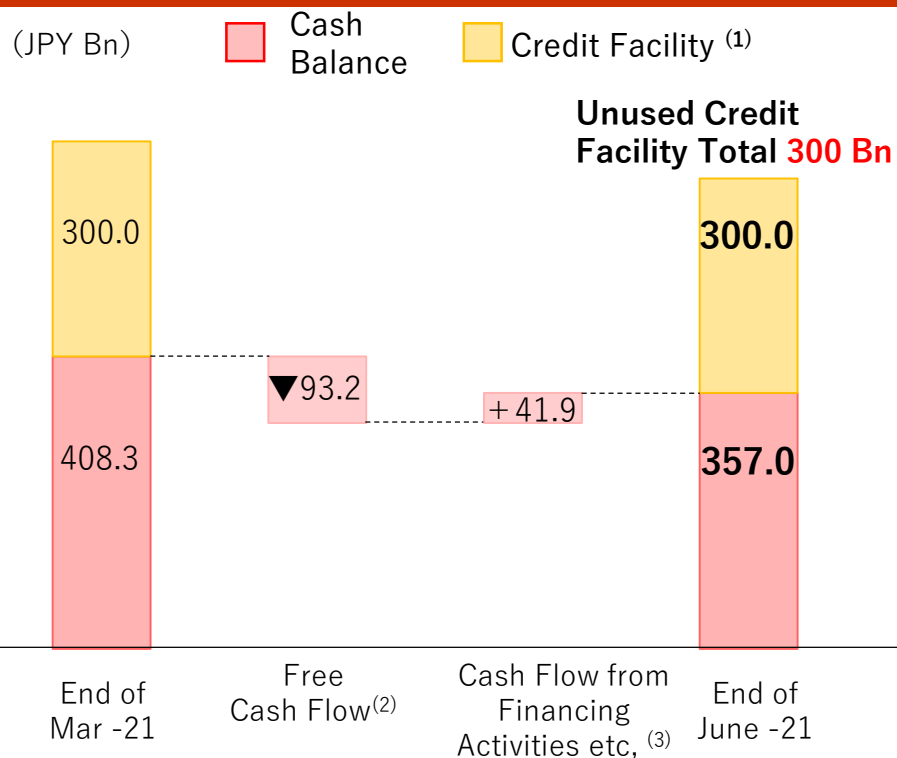 (JPY Bn)
Cash
Balance
Credit Facility (1)
Unused Credit
Facility Total 300 Bn
300.0
300.0
▼93.2
+41.9
408.3
357.0
End of
Mar -21
Free
Cash Flow(2)
Cash Flow from
Financing
Activities etc, (3)
End of
June -21